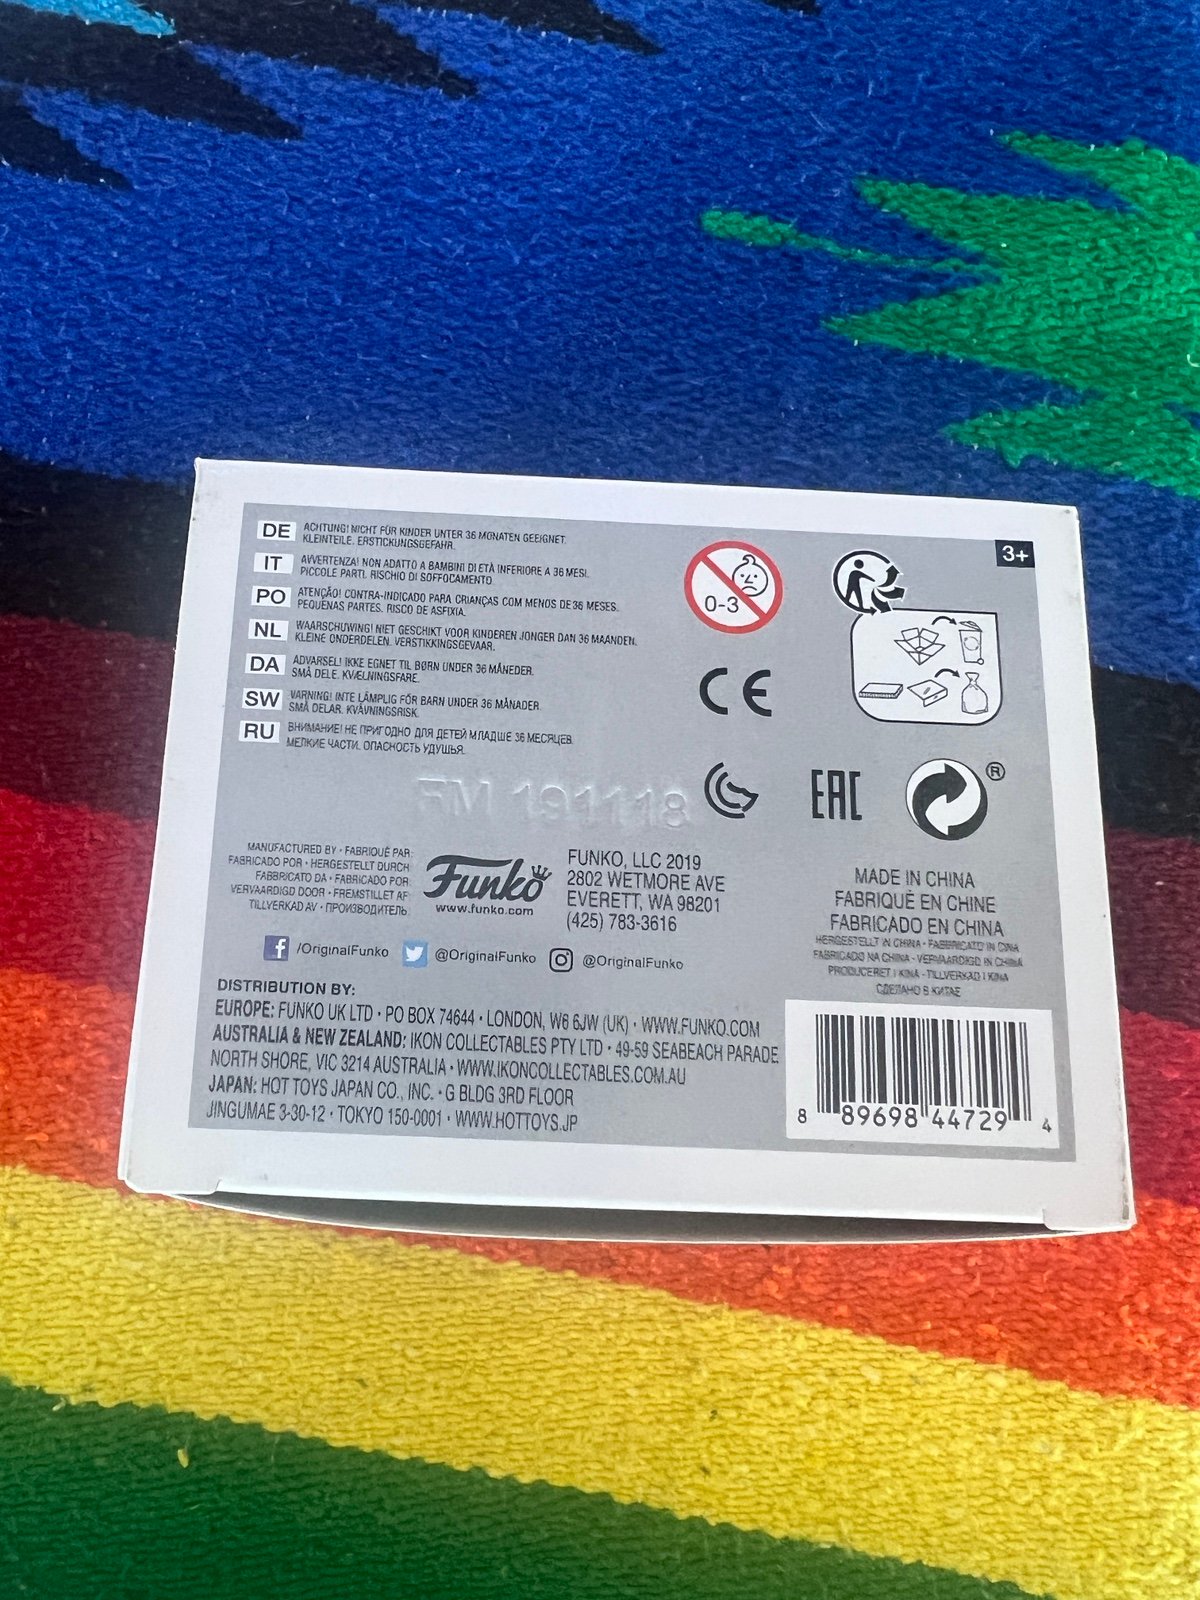 DE ACHTUNG! NICHT FÜR KINDER UNTER 36 MONATEN GEEIGNET.
KLEINTEILE. ERSTICKUNGSGEFAHR.
IT AVVERTENZA! NON ADATTO A BAMBINI DI ETÀ INFERIORE A 36 MESI.
PICCOLE PARTI. RISCHIO DI SOFFOCAMENTO.
PO ATENÇÃO! CONTRA-INDICADO PARA CRIANÇAS COM MENOS DE 36 MESES.
PEQUENAS PARTES. RISCO DE ASFIXIA.
NL WAARSCHUWING! NIET GESCHIKT VOOR KINDEREN JONGER DAN 36 MAANDEN.
KLEINE ONDERDELEN. VERSTIKKINGSGEVAAR.
DA ADVARSEL! IKKE EGNET TIL BØRN UNDER 36 MÅNEDER.
SMÅ DELE. KVÆLNINGSFARE.
SW VARNING! INTE LÄMPLIG FÖR BARN UNDER 36 MÅNADER.
SMÅ DELAR. KVÄVNINGSRISK.
RU ВНИМАНИЕ! НЕ ПРИГОДНО ДЛЯ ДЕТЕЙ МЛАДШЕ 36 МЕСЯЦЕВ.
МЕЛКИЕ ЧАСТИ. ОПАСНОСТЬ УДУШЬЯ.
0-3
3+
CE
EAC
®
FM 191118
MANUFACTURED BY • FABRIQUÉ PAR:
FABRICADO POR • HERGESTELLT DURCH
FABBRICATO DA • FABRICADO POR:
VERVAARDIGD DOOR • FREMSTILLET AF
TILLVERKAD AV • ПРОИЗВОДИТЕЛЬ:
Funko
www.funko.com
FUNKO, LLC 2019
2802 WETMORE AVE
EVERETT, WA 98201
(425) 783-3616
MADE IN CHINA
FABRIQUÉ EN CHINE
FABRICADO EN CHINA
HERGESTELLT IN CHINA • FABBRICATO IN CINA
FABRICADO NA CHINA • VERVAARDIGD IN CHINA
PRODUCERET I KINA • TILLVERKAD I KINA
СДЕЛАНО В КИТАЕ
f /OriginalFunko @OriginalFunko @OriginalFunko
DISTRIBUTION BY:
EUROPE: FUNKO UK LTD • PO BOX 74644 • LONDON, W6 6JW (UK) • WWW.FUNKO.COM
AUSTRALIA & NEW ZEALAND: IKON COLLECTABLES PTY LTD • 49-59 SEABEACH PARADE
NORTH SHORE, VIC 3214 AUSTRALIA • WWW.IKONCOLLECTABLES.COM.AU
JAPAN: HOT TOYS JAPAN CO., INC. • G BLDG 3RD FLOOR
JINGUMAE 3-30-12 • TOKYO 150-0001 • WWW.HOTTOYS.JP
8 89698 44729 4